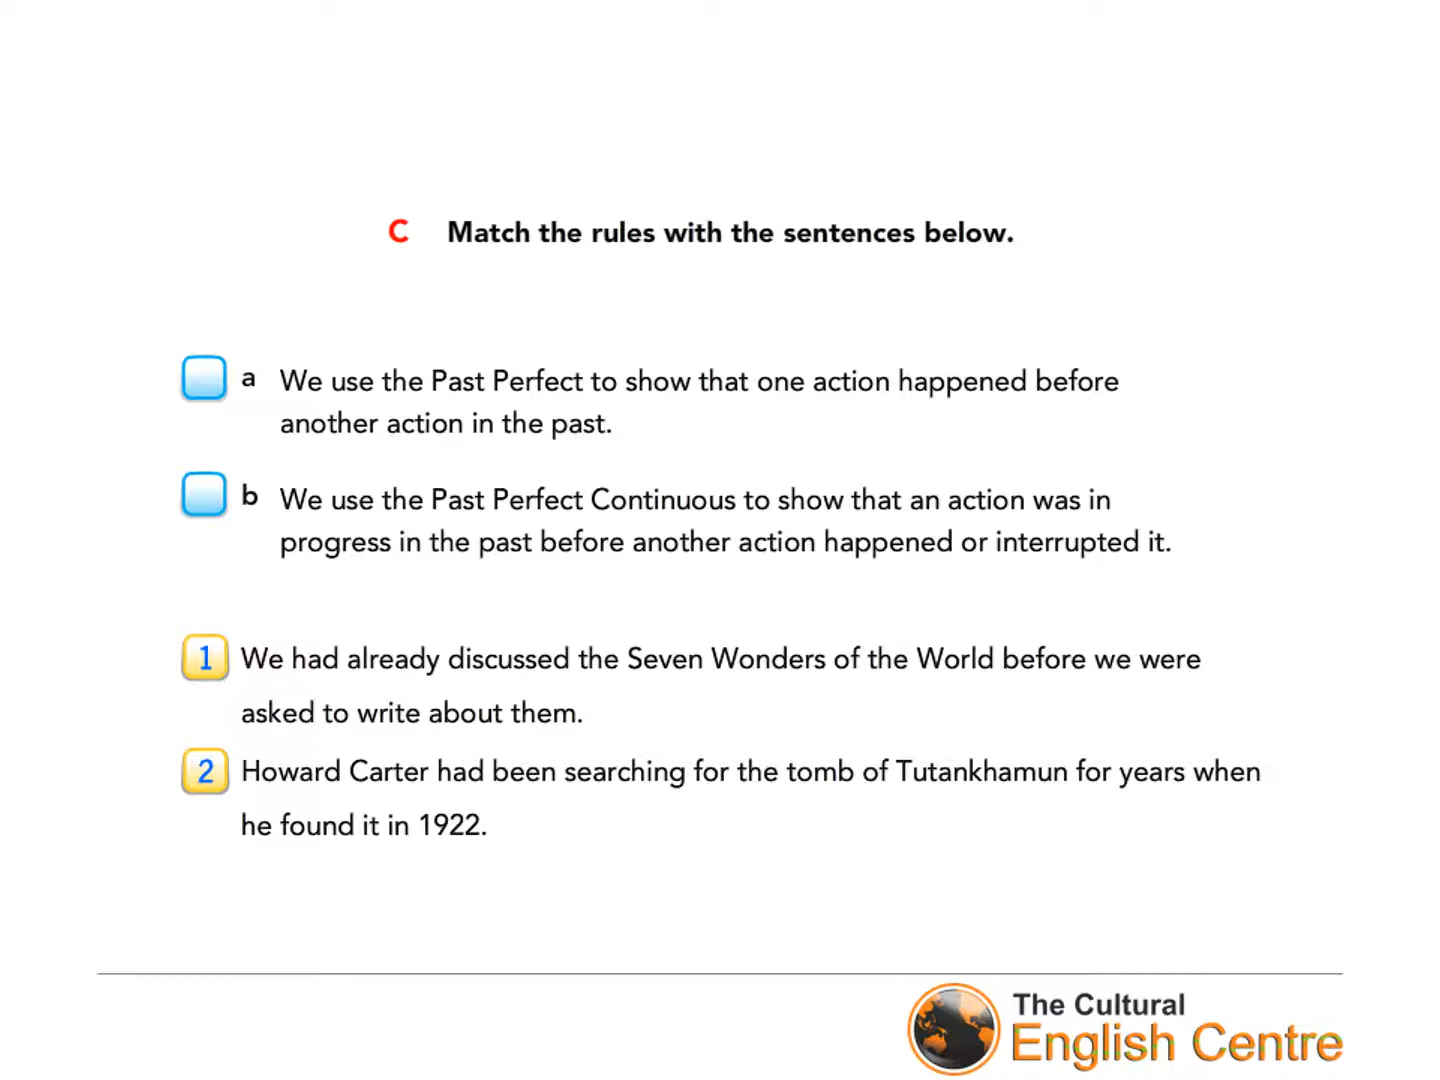 C Match the rules with the sentences below.
a We use the Past Perfect to show that one action happened before
another action in the past.
b We use the Past Perfect Continuous to show that an action was in
progress in the past before another action happened or interrupted it.
1 We had already discussed the Seven Wonders of the World before we were
asked to write about them.
2 Howard Carter had been searching for the tomb of Tutankhamun for years when
he found it in 1922.
The Cultural
English Centre